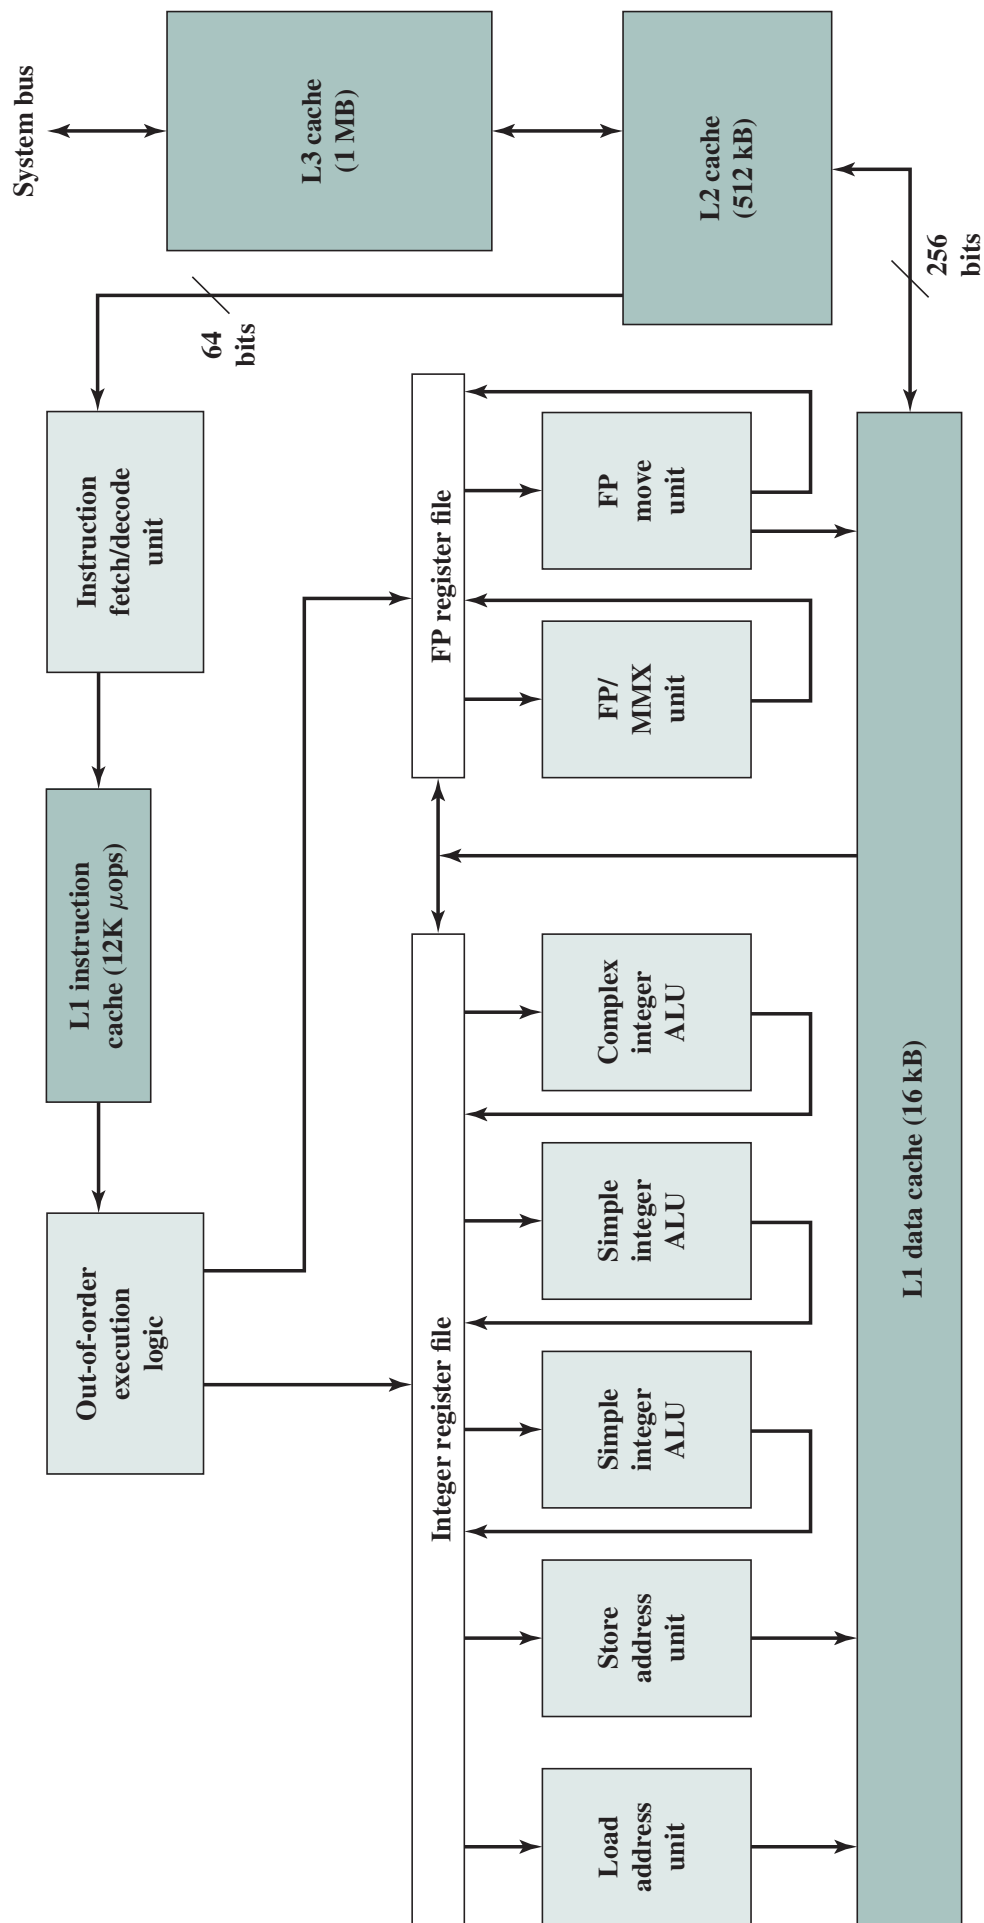 System bus
Out-of-order
execution
logic
L1 instruction
cache (12K μops)
Instruction
fetch/decode
unit
64
bits
L3 cache
(1 MB)
Integer register file
FP register file
Load
address
unit
Store
address
unit
Simple
integer
ALU
Simple
integer
ALU
Complex
integer
ALU
FP/
MMX
unit
FP
move
unit
L2 cache
(512 kB)
L1 data cache (16 kB)
256
bits